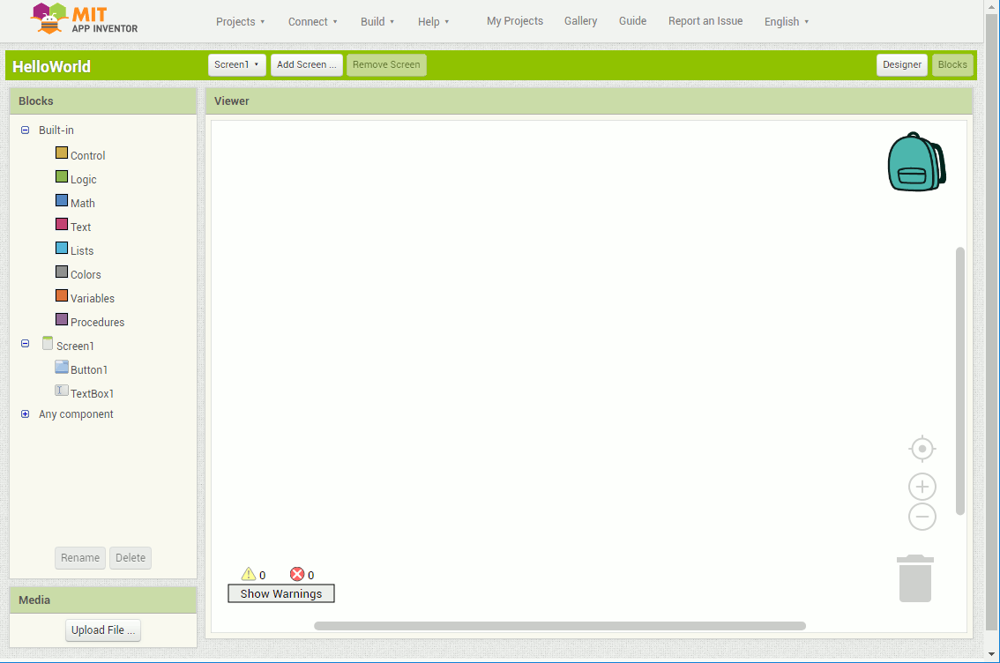 MIT
APP INVENTOR
Projects Connect Build Help My Projects Gallery Guide Report an Issue English
HelloWorld Screen1 Add Screen ... Remove Screen Designer Blocks
Blocks
Built-in
Control
Logic
Math
Text
Lists
Colors
Variables
Procedures
Screen1
Button1
TextBox1
Any component
Rename Delete
Media
Upload File ...
Viewer
0 0
Show Warnings